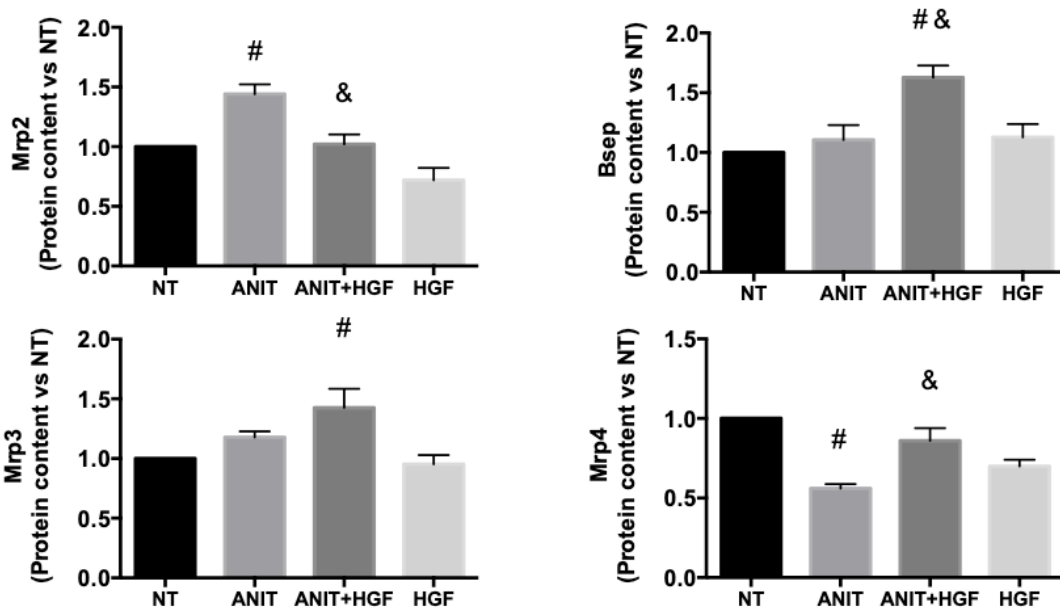 Mrp2
(Protein content vs NT)
2.0
1.5
1.0
0.5
0.0
#
&
NT ANIT ANIT+HGF HGF
Bsep
(Protein content vs NT)
2.0
1.5
1.0
0.5
0.0
# &
NT ANIT ANIT+HGF HGF
Mrp3
(Protein content vs NT)
2.0
1.5
1.0
0.5
0.0
#
NT ANIT ANIT+HGF HGF
Mrp4
(Protein content vs NT)
1.5
1.0
0.5
0.0
#
&
NT ANIT ANIT+HGF HGF